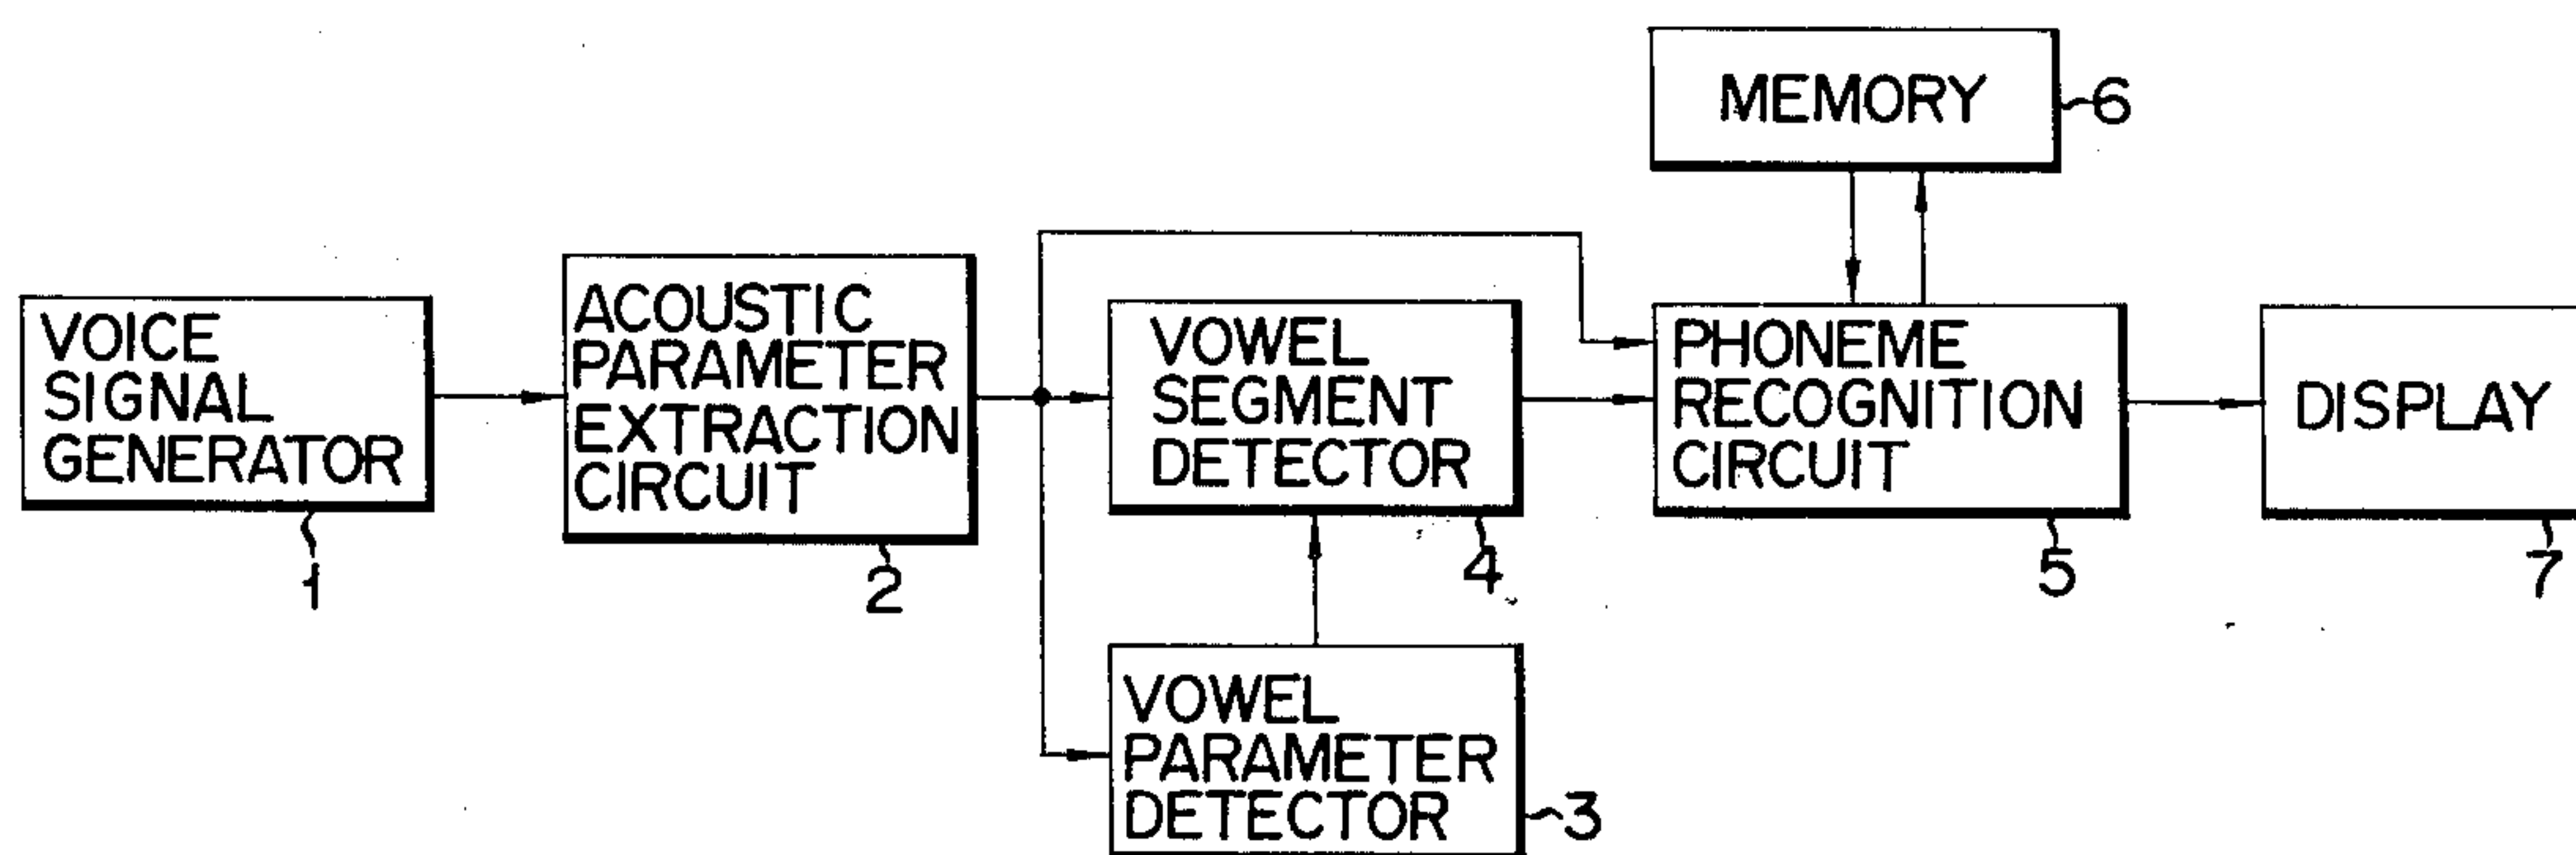 MEMORY
6
VOICE
SIGNAL
GENERATOR
1
ACOUSTIC
PARAMETER
EXTRACTION
CIRCUIT
2
VOWEL
SEGMENT
DETECTOR
4
PHONEME
RECOGNITION
CIRCUIT
5
DISPLAY
7
VOWEL
PARAMETER
DETECTOR
3